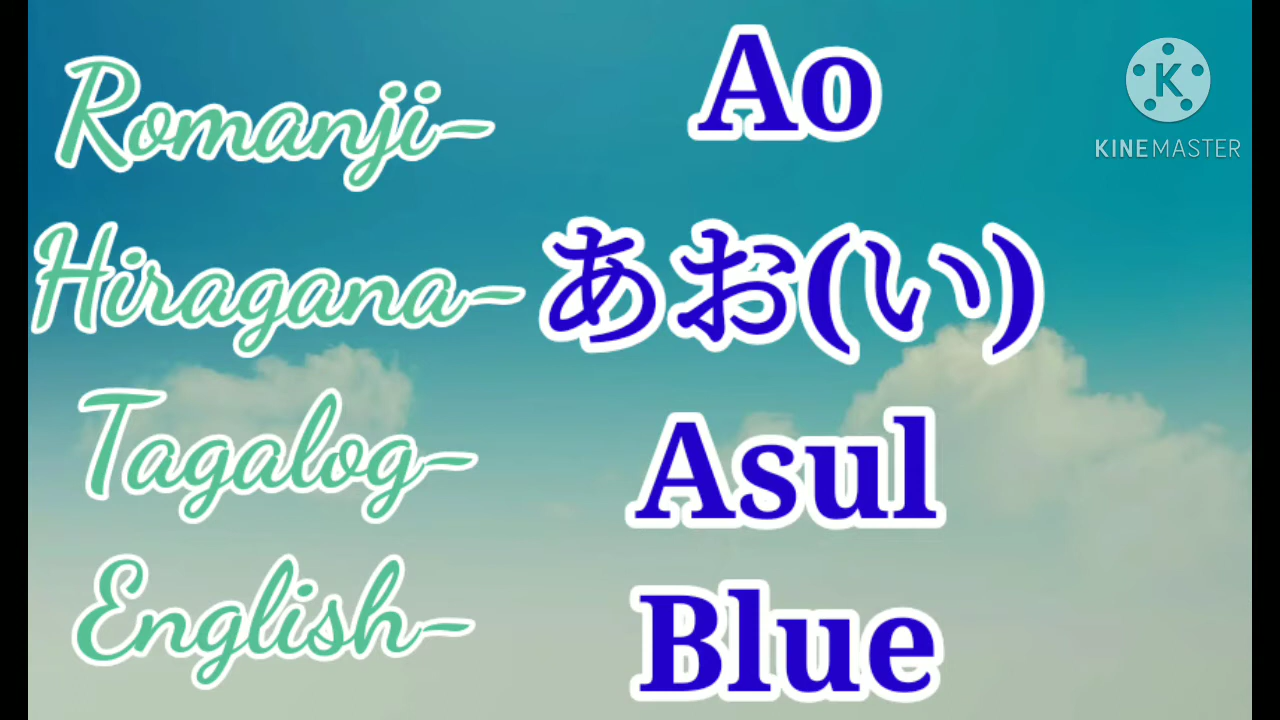 Romanji- Ao
Hiragana- あお(い)
Tagalog- Asul
English- Blue
K
KINEMASTER